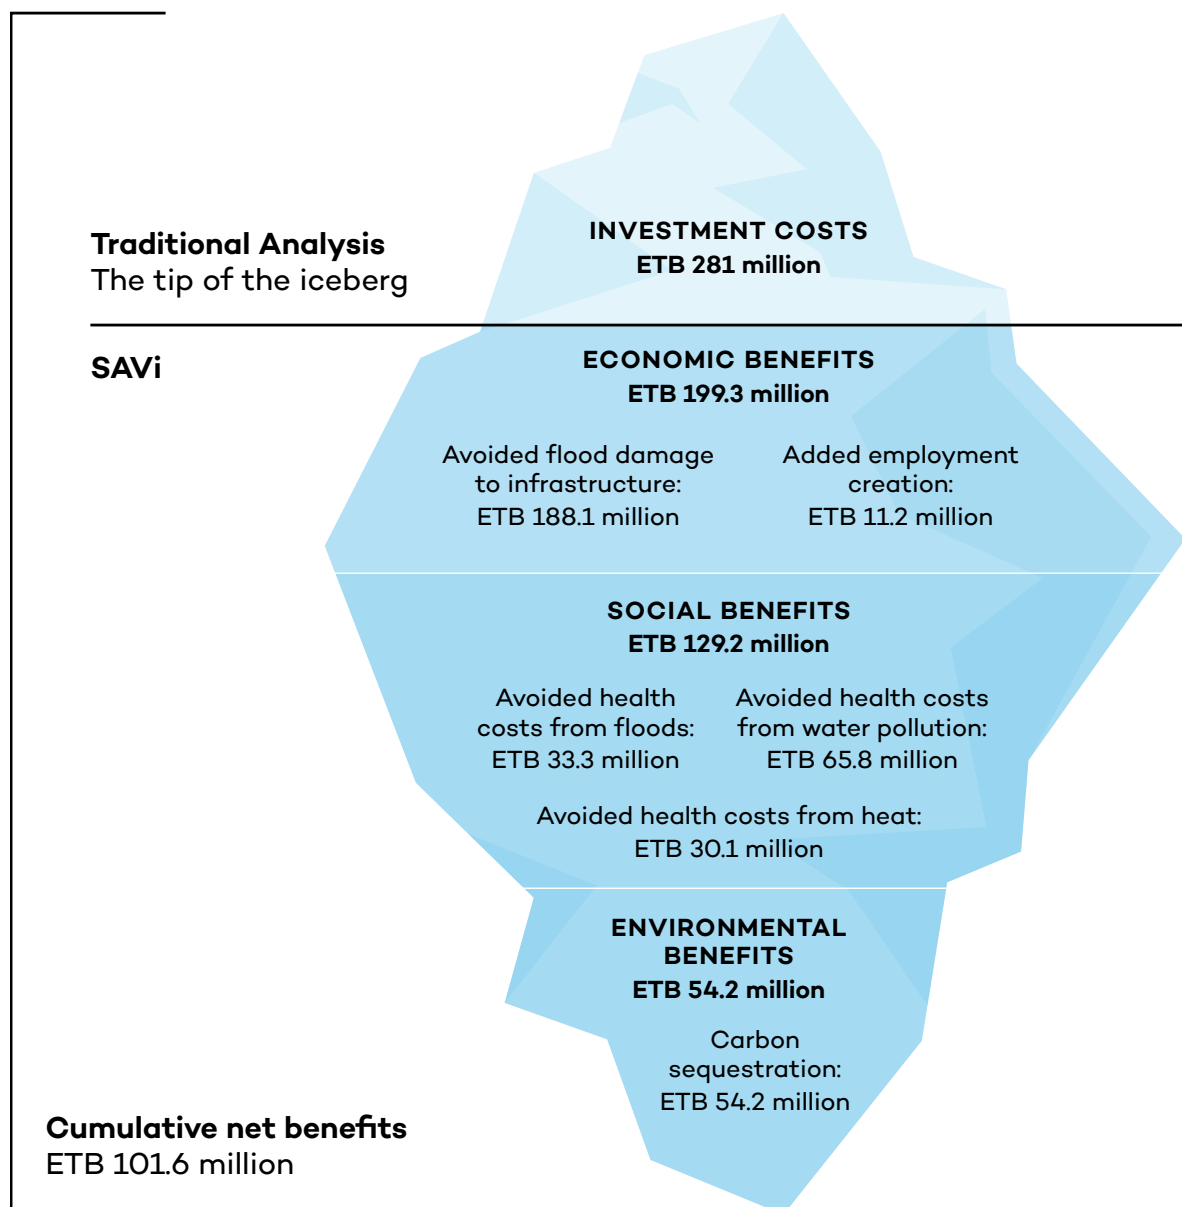 Traditional Analysis
The tip of the iceberg
INVESTMENT COSTS
ETB 281 million
SAVi
ECONOMIC BENEFITS
ETB 199.3 million
Avoided flood damage
to infrastructure:
ETB 188.1 million
Added employment
creation:
ETB 11.2 million
SOCIAL BENEFITS
ETB 129.2 million
Avoided health
costs from floods:
ETB 33.3 million
Avoided health costs
from water pollution:
ETB 65.8 million
Avoided health costs from heat:
ETB 30.1 million
ENVIRONMENTAL
BENEFITS
ETB 54.2 million
Carbon
sequestration:
ETB 54.2 million
Cumulative net benefits
ETB 101.6 million